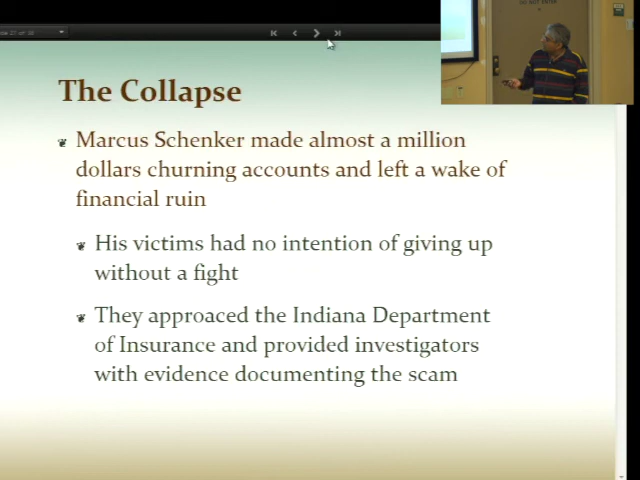 The Collapse
Marcus Schenker made almost a million
dollars churning accounts and left a wake of
financial ruin
His victims had no intention of giving up
without a fight
They approaced the Indiana Department
of Insurance and provided investigators
with evidence documenting the scam